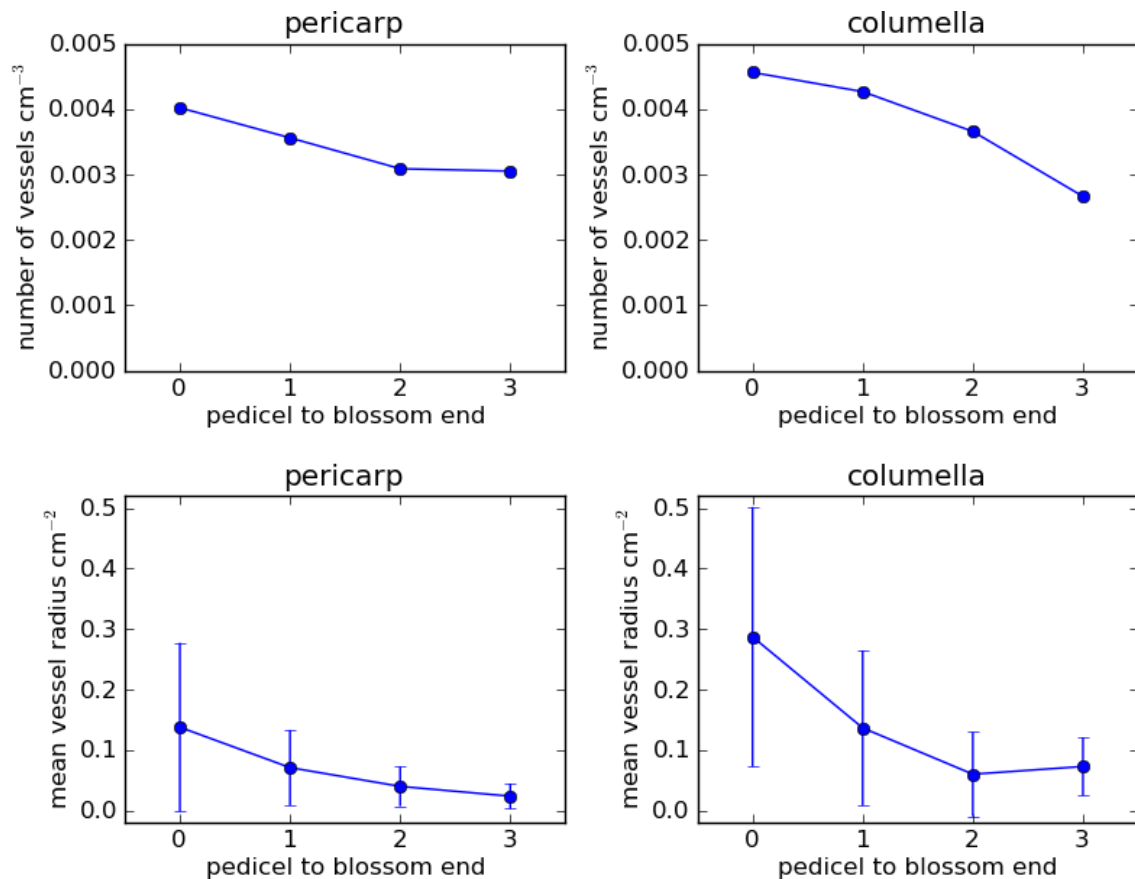 pericarp
number of vessels cm⁻³
0.005
0.004
0.003
0.002
0.001
0.000
0 1 2 3
pedicel to blossom end
columella
number of vessels cm⁻³
0.005
0.004
0.003
0.002
0.001
0.000
0 1 2 3
pedicel to blossom end
pericarp
mean vessel radius cm⁻²
0.5
0.4
0.3
0.2
0.1
0.0
0 1 2 3
pedicel to blossom end
columella
mean vessel radius cm⁻²
0.5
0.4
0.3
0.2
0.1
0.0
0 1 2 3
pedicel to blossom end